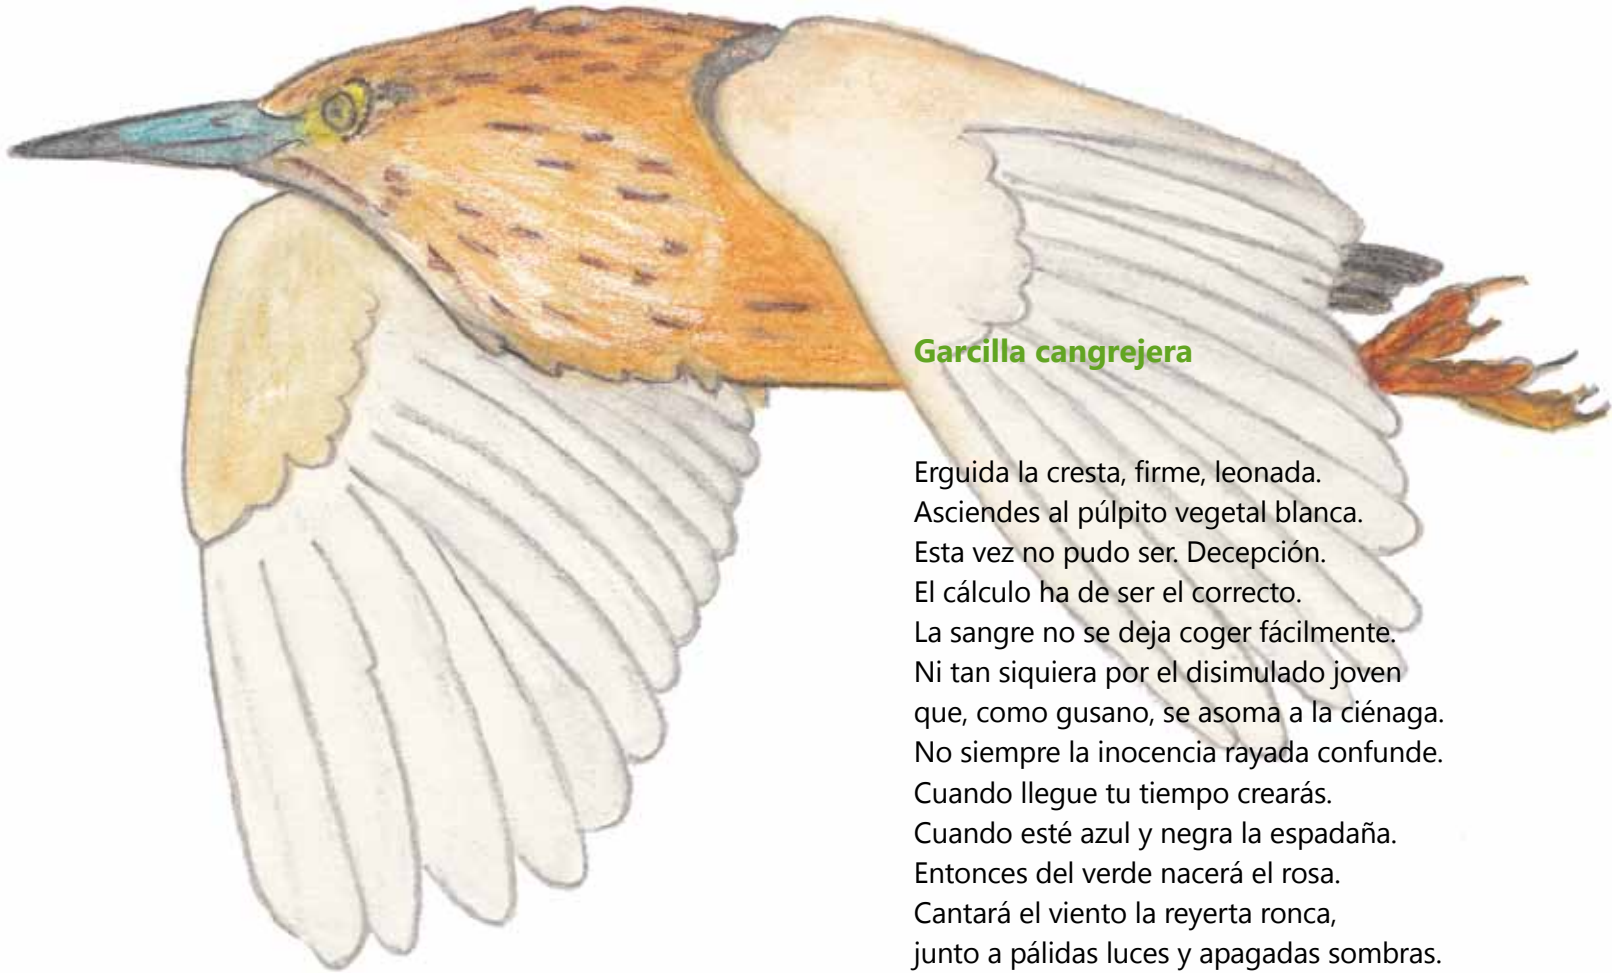 Garcilla cangrejera
Erguida la cresta, firme, leonada.
Asciendes al púlpito vegetal blanca.
Esta vez no pudo ser. Decepción.
El cálculo ha de ser el correcto.
La sangre no se deja coger fácilmente.
Ni tan siquiera por el disimulado joven
que, como gusano, se asoma a la ciénaga.
No siempre la inocencia rayada confunde.
Cuando llegue tu tiempo crearás.
Cuando esté azul y negra la espadaña.
Entonces del verde nacerá el rosa.
Cantará el viento la reyerta ronca,
junto a pálidas luces y apagadas sombras.